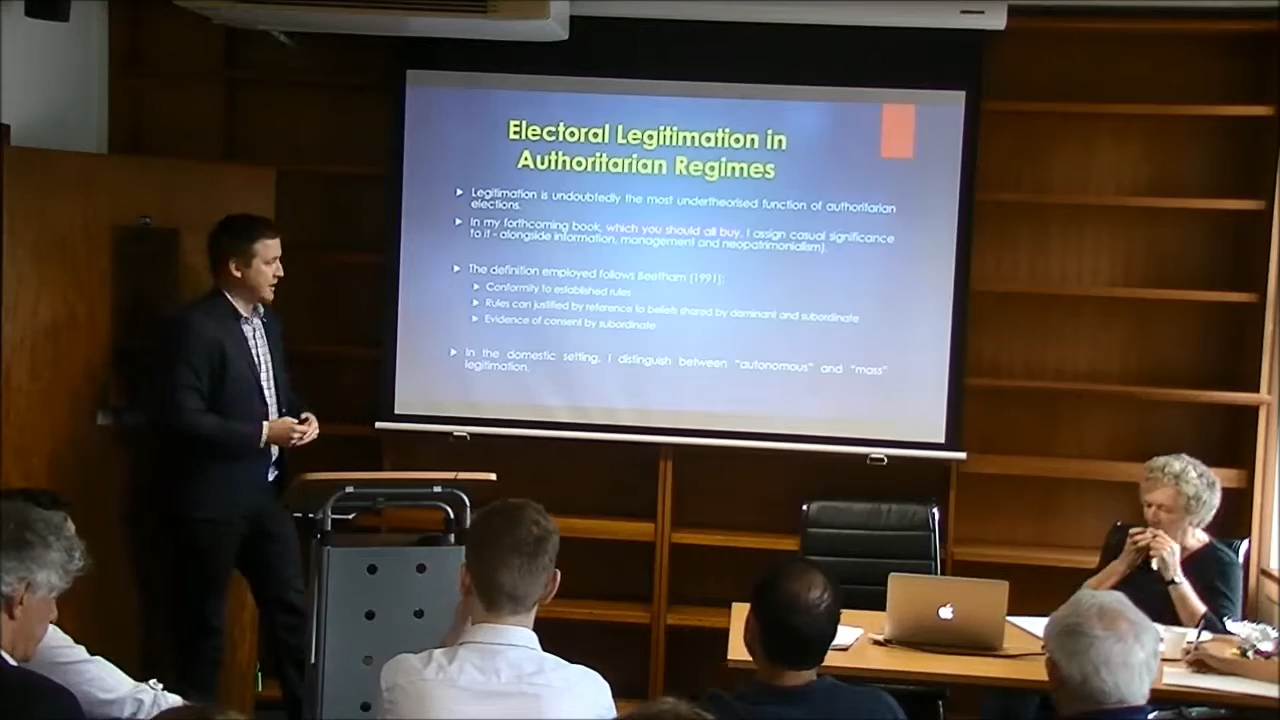 Electoral Legitimation in
Authoritarian Regimes
Legitimation is undoubtedly the most undertheorised function of authoritarian
elections.
In my forthcoming book, which you should all buy, I assign casual significance
to it - alongside information, management and neopatrimonialism).
The definition employed follows Beetham (1991):
Conformity to established rules
Rules can justified by reference to beliefs shared by dominant and subordinate
Evidence of consent by subordinate
In the domestic setting, I distinguish between "autonomous" and "mass"
legitimation.